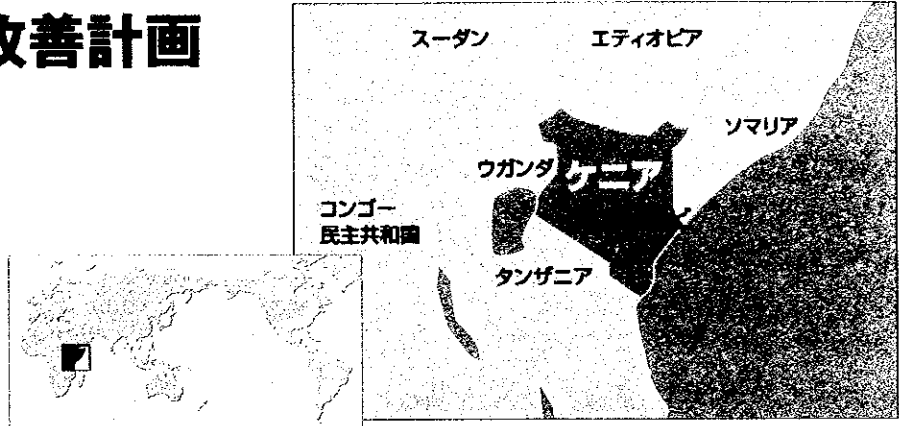 改善計画
スーダン
エティオピア
ソマリア
ウガンダ
ケニア
コンゴー
民主共和国
タンザニア